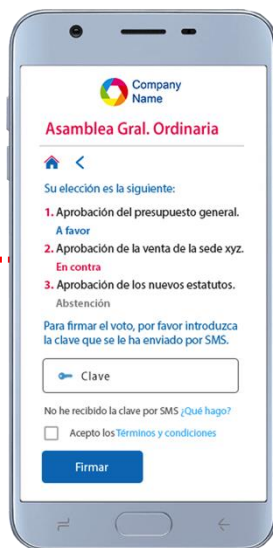 Company
Name
Asamblea Gral. Ordinaria
Su elección es la siguiente:
1. Aprobación del presupuesto general.
A favor
2. Aprobación de la venta de la sede xyz.
En contra
3. Aprobación de los nuevos estatutos.
Abstención
Para firmar el voto, por favor introduzca
la clave que se le ha enviado por SMS.
Clave
No he recibido la clave por SMS ¿Qué hago?
Acepto los Términos y condiciones
Firmar